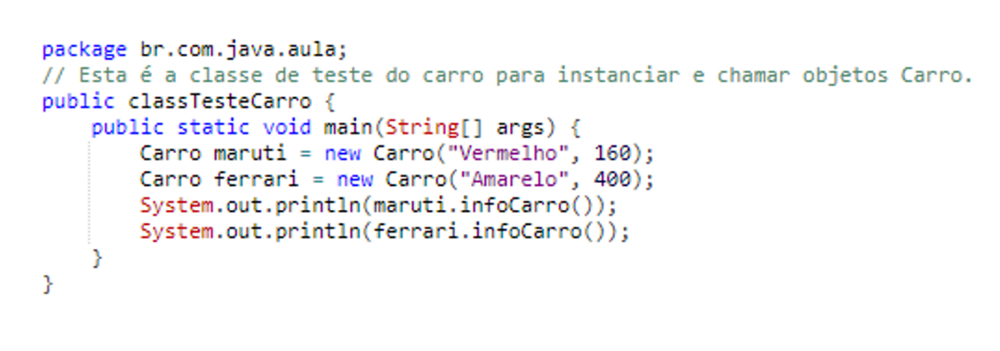 package br.com.java.aula;
// Esta é a classe de teste do carro para instanciar e chamar objetos Carro.
public classTesteCarro {
    public static void main(String[] args) {
        Carro maruti = new Carro("Vermelho", 160);
        Carro ferrari = new Carro("Amarelo", 400);
        System.out.println(maruti.infoCarro());
        System.out.println(ferrari.infoCarro());
    }
}